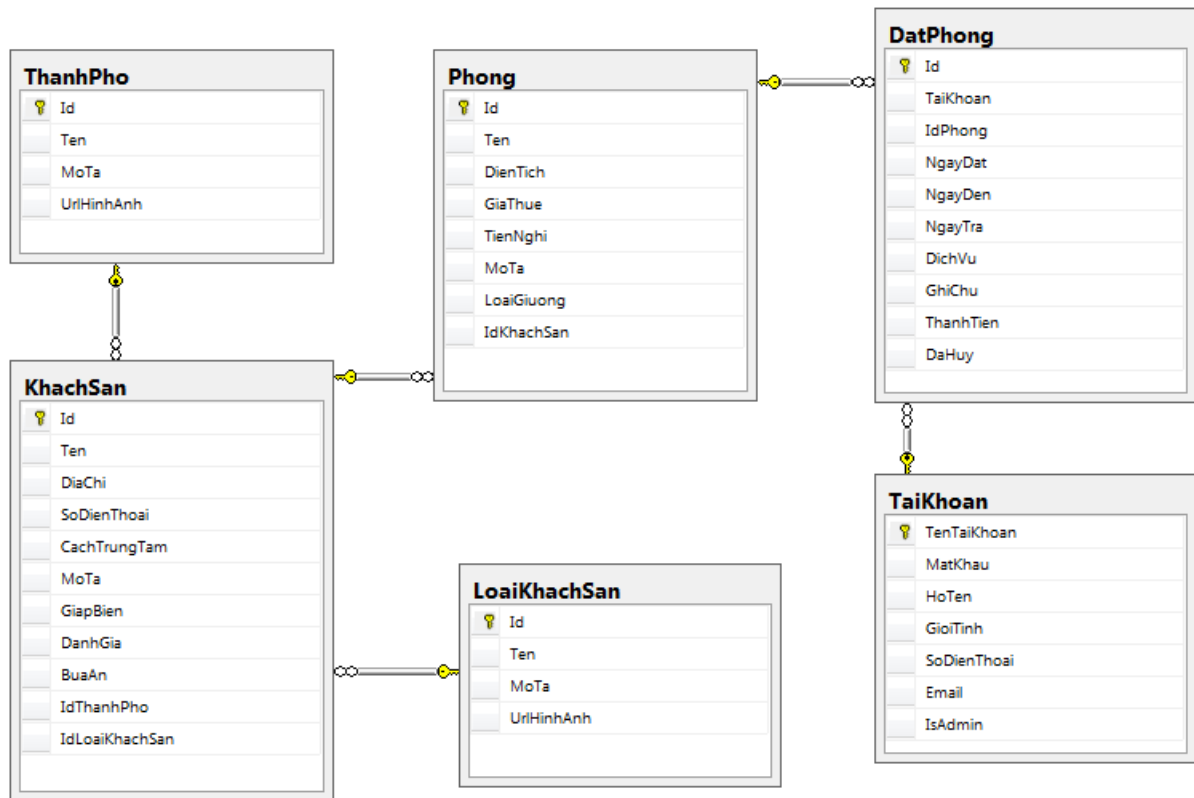 ThanhPho
Id
Ten
MoTa
UrlHinhAnh
Phong
Id
Ten
DienTich
GiaThue
TienNghi
MoTa
LoaiGiuong
IdKhachSan
DatPhong
Id
TaiKhoan
IdPhong
NgayDat
NgayDen
NgayTra
DichVu
GhiChu
ThanhTien
DaHuy
KhachSan
Id
Ten
DiaChi
SoDienThoai
CachTrungTam
MoTa
GiapBien
DanhGia
BuaAn
IdThanhPho
IdLoaiKhachSan
LoaiKhachSan
Id
Ten
MoTa
UrlHinhAnh
TaiKhoan
TenTaiKhoan
MatKhau
HoTen
GioiTinh
SoDienThoai
Email
IsAdmin